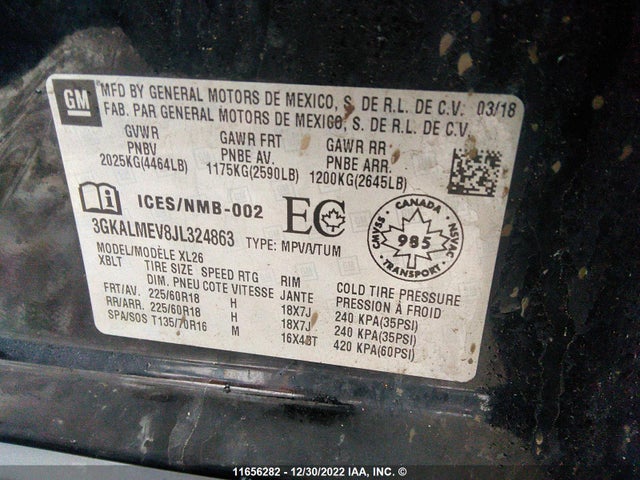 GM
MFD BY GENERAL MOTORS DE MEXICO, S. DE R.L. DE C.V. 03/18
FAB. PAR GENERAL MOTORS DE MEXICO, S. DE R.L. DE C.V.
GVWR GAWR FRT GAWR RR
PNBV PNBE AV. PNBE ARR.
2025KG(4464LB) 1175KG(2590LB) 1200KG(2645LB)
i ICES/NMB-002 EC
3GKALMEV8JL324863 TYPE: MPV/VTUM
CANADA
CMVSS 985 NSVAC
TRANSPORT
MODEL/MODÈLE XL26
XBLT TIRE SIZE SPEED RTG RIM COLD TIRE PRESSURE
DIM. PNEU COTE VITESSE JANTE PRESSION À FROID
FRT/AV. 225/60R18 H 18X7J 240 KPA(35PSI)
RR/ARR. 225/60R18 H 18X7J 240 KPA(35PSI)
SPA/SOS T135/70R16 M 16X4BT 420 KPA(60PSI)
11656282 - 12/30/2022 IAA, INC. ©